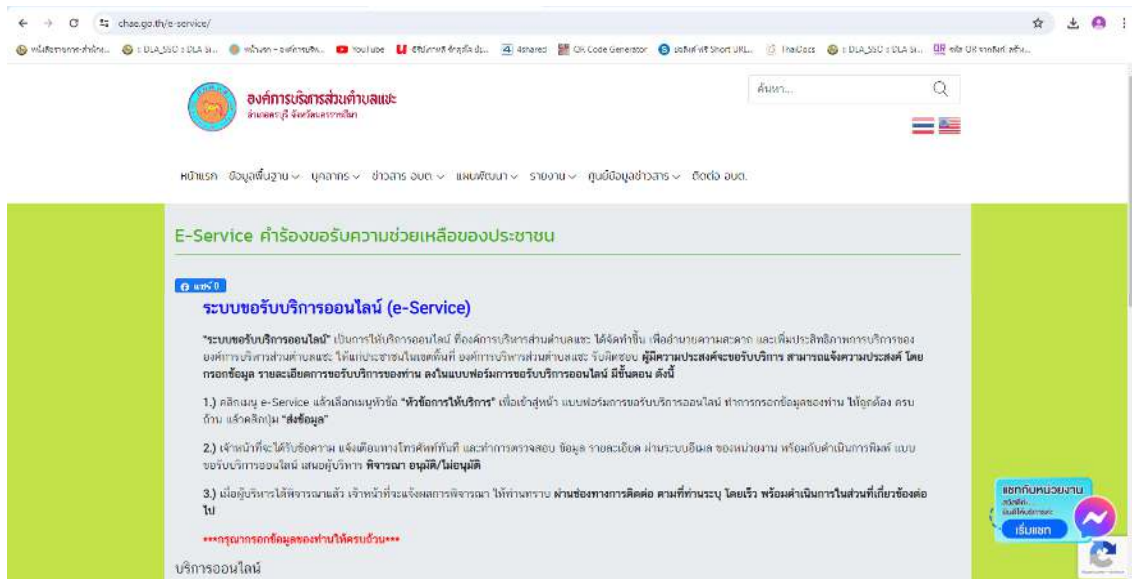 chae.go.th/e-service/
YouTube
4shared
QR Code Generator
ThaiDocs
องค์การบริหารส่วนตำบลแชะ
อำเภอครบุรี จังหวัดนครราชสีมา
ค้นหา...
หน้าแรก ข้อมูลพื้นฐาน บุคลากร ข่าวสาร อบต. แผนพัฒนา รายงาน ศูนย์ข้อมูลข่าวสาร ติดต่อ อบต.
E-Service คำร้องขอรับความช่วยเหลือของประชาชน
แชร์ 0
ระบบขอรับบริการออนไลน์ (e-Service)
"ระบบขอรับบริการออนไลน์" เป็นการให้บริการออนไลน์ ที่องค์การบริหารส่วนตำบลแชะ ได้จัดทำขึ้น เพื่ออำนวยความสะดวก และเพิ่มประสิทธิภาพการบริการของ
องค์การบริหารส่วนตำบลแชะ ให้แก่ประชาชนในเขตพื้นที่ องค์การบริหารส่วนตำบลแชะ รับผิดชอบ ผู้มีความประสงค์จะขอรับบริการ สามารถแจ้งความประสงค์ โดย
กรอกข้อมูล รายละเอียดการขอรับบริการของท่าน ลงในแบบฟอร์มการขอรับบริการออนไลน์ มีขั้นตอน ดังนี้
1.) คลิกเมนู e-Service แล้วเลือกเมนูหัวข้อ "หัวข้อการให้บริการ" เพื่อเข้าสู่หน้า แบบฟอร์มการขอรับบริการออนไลน์ ทำการกรอกข้อมูลของท่าน ให้ถูกต้อง ครบ
ถ้วน แล้วคลิกปุ่ม "ส่งข้อมูล"
2.) เจ้าหน้าที่จะได้รับข้อความ แจ้งเตือนทางโทรศัพท์ทันที และทำการตรวจสอบ ข้อมูล รายละเอียด ผ่านระบบอีเมล ของหน่วยงาน พร้อมกับดำเนินการพิมพ์ แบบ
ขอรับบริการออนไลน์ เสนอผู้บริหาร พิจารณา อนุมัติ/ไม่อนุมัติ
3.) เมื่อผู้บริหารได้พิจารณาแล้ว เจ้าหน้าที่จะแจ้งผลการพิจารณา ให้ท่านทราบ ผ่านช่องทางการติดต่อ ตามที่ท่านระบุ โดยเร็ว พร้อมดำเนินการในส่วนที่เกี่ยวข้องต่อ
ไป
***กรุณากรอกข้อมูลของท่านให้ครบถ้วน***
บริการออนไลน์
แชทกับหน่วยงาน
เริ่มแชท